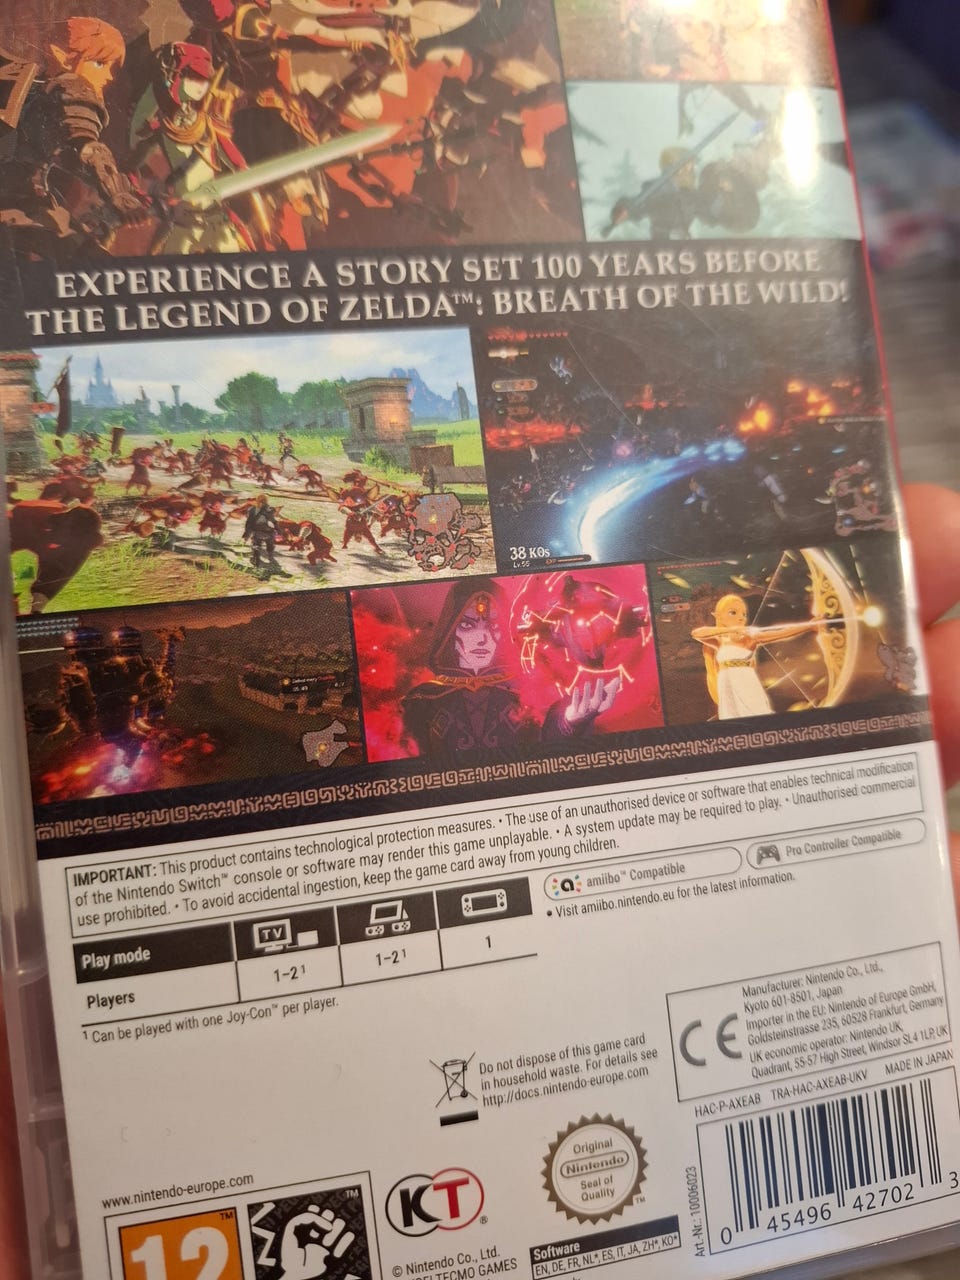 EXPERIENCE A STORY SET 100 YEARS BEFORE
THE LEGEND OF ZELDA™: BREATH OF THE WILD!
38 KOs
Lv.55
IMPORTANT: This product contains technological protection measures. • The use of an unauthorised device or software that enables technical modification
of the Nintendo Switch™ console or software may render this game unplayable. • A system update may be required to play. • Unauthorised commercial
use prohibited. • To avoid accidental ingestion, keep the game card away from young children.
amiibo™ Compatible
Pro Controller Compatible
• Visit amiibo.nintendo.eu for the latest information.
Play mode
TV
Players
1-2¹
1-2¹
1
¹ Can be played with one Joy-Con™ per player.
Do not dispose of this game card
in household waste. For details see
http://docs.nintendo-europe.com
CE
Manufacturer: Nintendo Co., Ltd.,
Kyoto 601-8501, Japan
Importer in the EU: Nintendo of Europe GmbH,
Goldsteinstrasse 235, 60528 Frankfurt, Germany
UK economic operator: Nintendo UK,
Quadrant, 55-57 High Street, Windsor SL4 1LP, UK
HAC-P-AXEAB TRA-HAC-AXEAB-UKV MADE IN JAPAN
Art.-Nr.: 10006023
0 45496 42702 3
www.nintendo-europe.com
12
™
™
KT
®
Original
Nintendo
Seal of
Quality
™
© Nintendo Co., Ltd.
TECMO GAMES
Software
EN, DE, FR, NL*, ES, IT, JA, ZH*, KO*